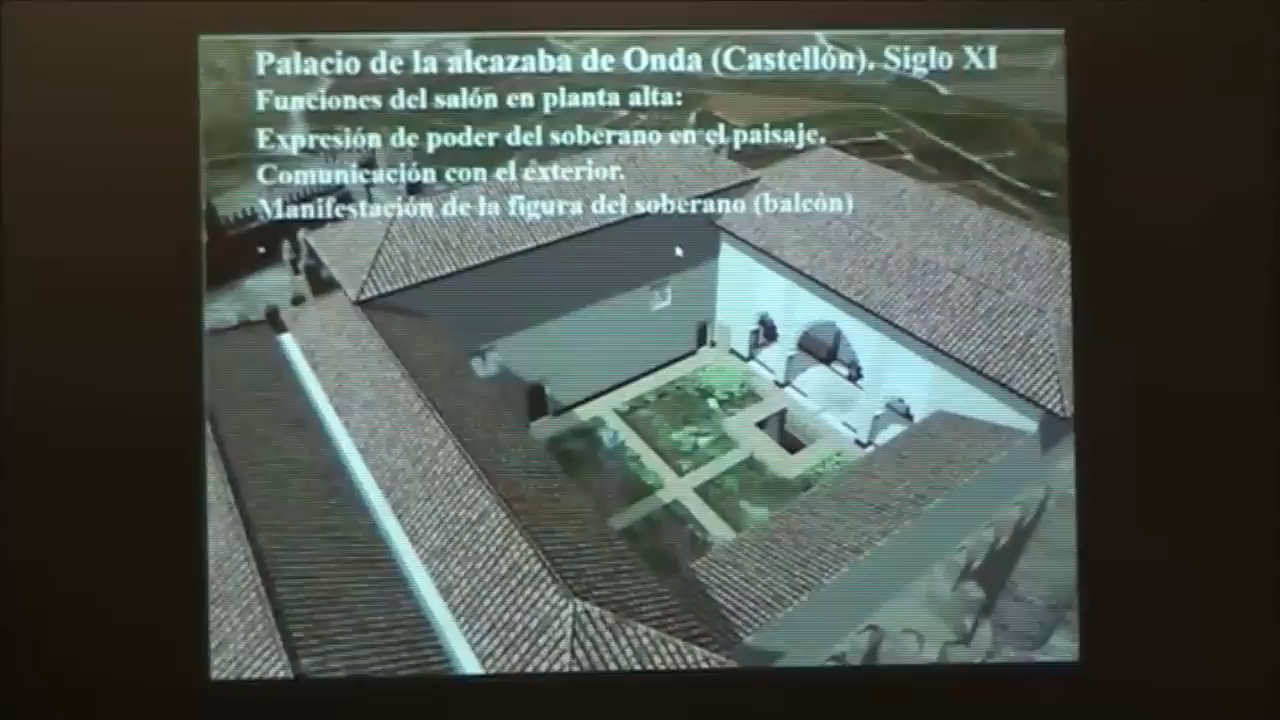 Palacio de la alcazaba de Onda (Castellón). Siglo XI
Funciones del salón en planta alta:
Expresión de poder del soberano en el paisaje.
Comunicación con el exterior.
Manifestación de la figura del soberano (balcón)